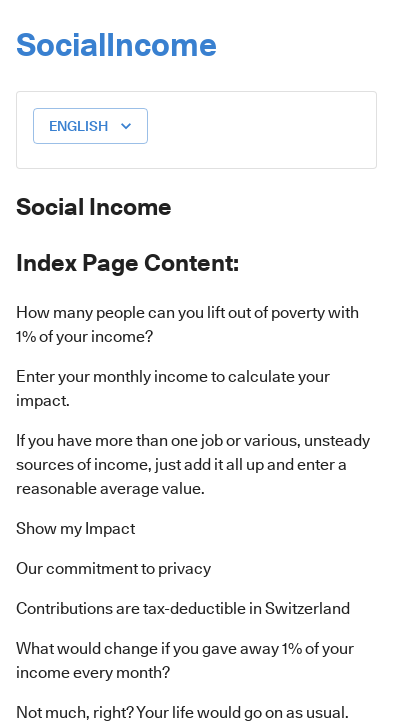 SocialIncome
ENGLISH
Social Income
Index Page Content:
How many people can you lift out of poverty with
1% of your income?
Enter your monthly income to calculate your
impact.
If you have more than one job or various, unsteady
sources of income, just add it all up and enter a
reasonable average value.
Show my Impact
Our commitment to privacy
Contributions are tax-deductible in Switzerland
What would change if you gave away 1% of your
income every month?
Not much, right? Your life would go on as usual.